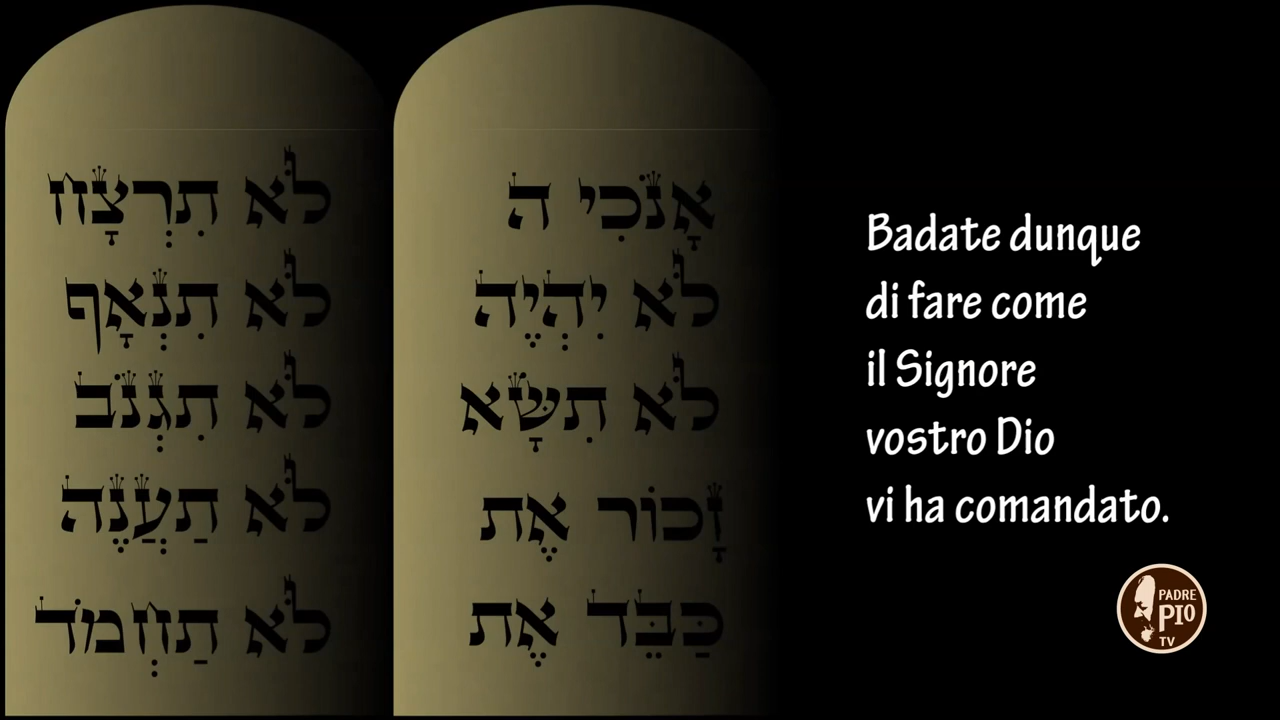 אָנֹכִי ה
לֹא יִהְיֶה
לֹא תִשָּׂא
זָכוֹר אֶת
כַּבֵּד אֶת
לֹא תִרְצָח
לֹא תִנְאָף
לֹא תִגְנֹב
לֹא תַעֲנֶה
לֹא תַחְמֹד
Badate dunque
di fare come
il Signore
vostro Dio
vi ha comandato.
PADRE
PIO
TV